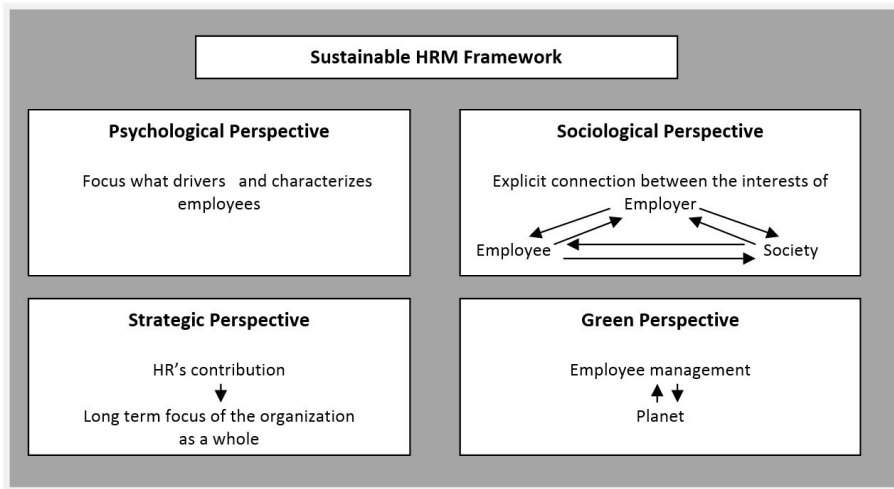 Sustainable HRM Framework
Psychological Perspective
Focus what drivers and characterizes
employees
Sociological Perspective
Explicit connection between the interests of
Employer
Employee
Society
Strategic Perspective
HR’s contribution
Long term focus of the organization
as a whole
Green Perspective
Employee management
Planet